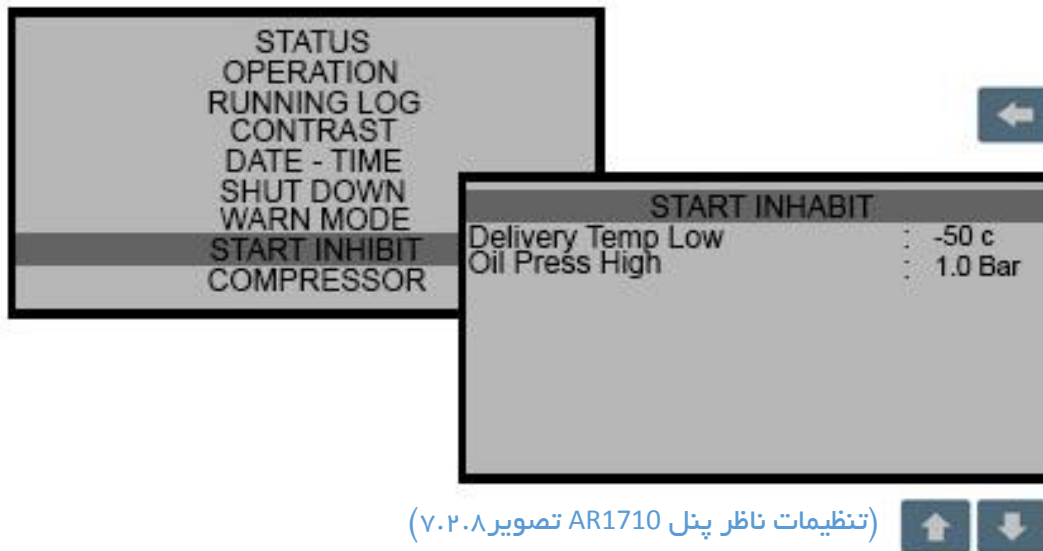 STATUS
OPERATION
RUNNING LOG
CONTRAST
DATE - TIME
SHUT DOWN
WARN MODE
START INHIBIT
COMPRESSOR
START INHABIT
Delivery Temp Low : -50 c
Oil Press High : 1.0 Bar
(تنظیمات ناظر پنل AR1710 تصویر۷.۲.۸)